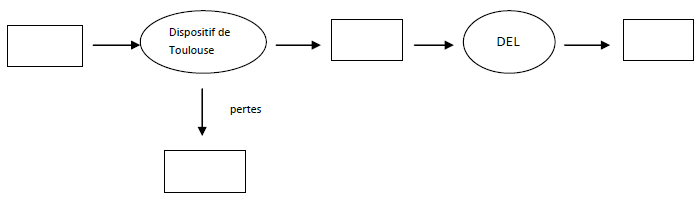 Dispositif de
Toulouse
DEL
pertes